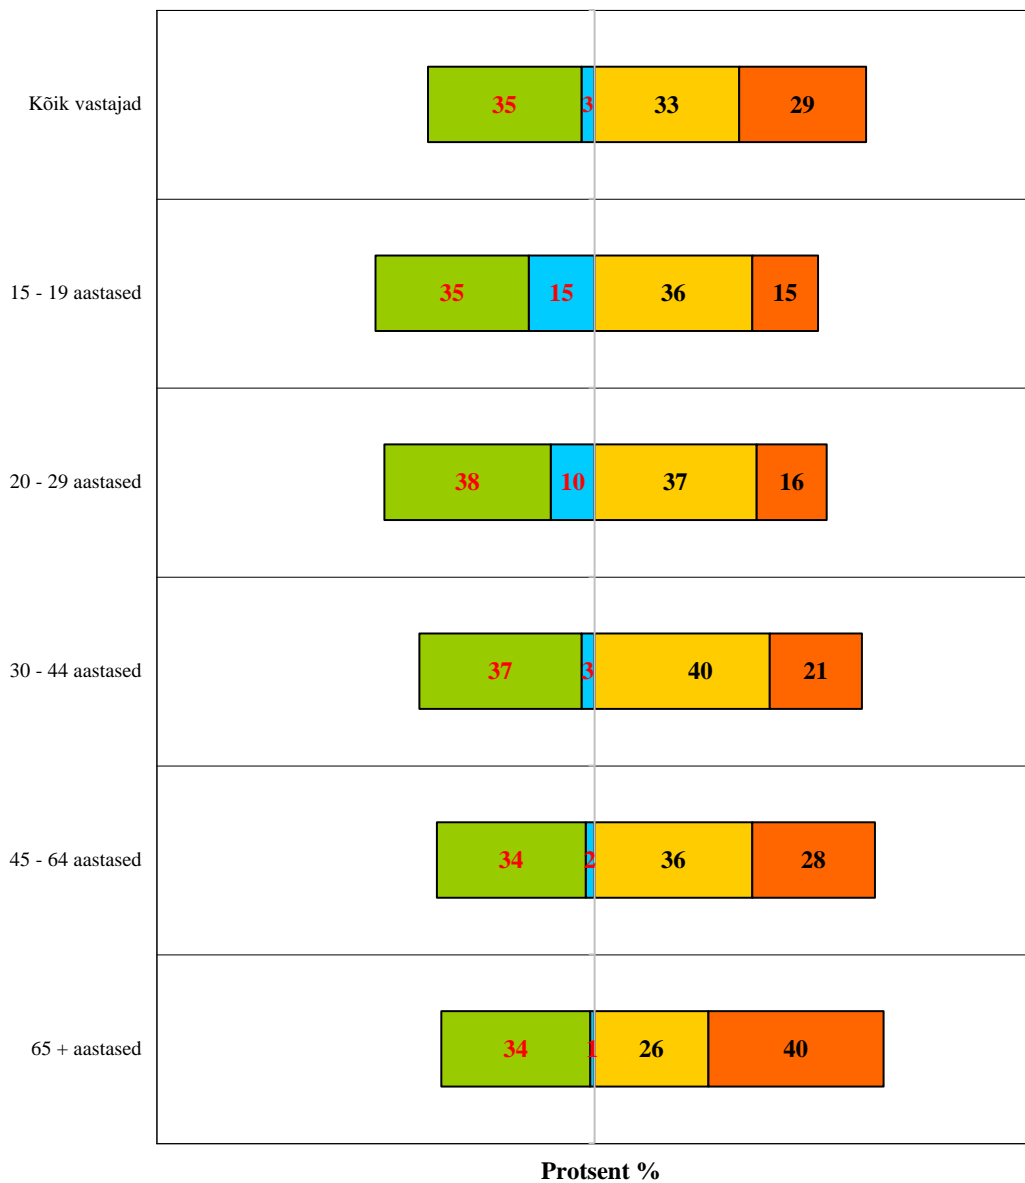 Kõik vastajad 35 3 33 29
15 - 19 aastased 35 15 36 15
20 - 29 aastased 38 10 37 16
30 - 44 aastased 37 3 40 21
45 - 64 aastased 34 2 36 28
65 + aastased 34 1 26 40
Protsent %